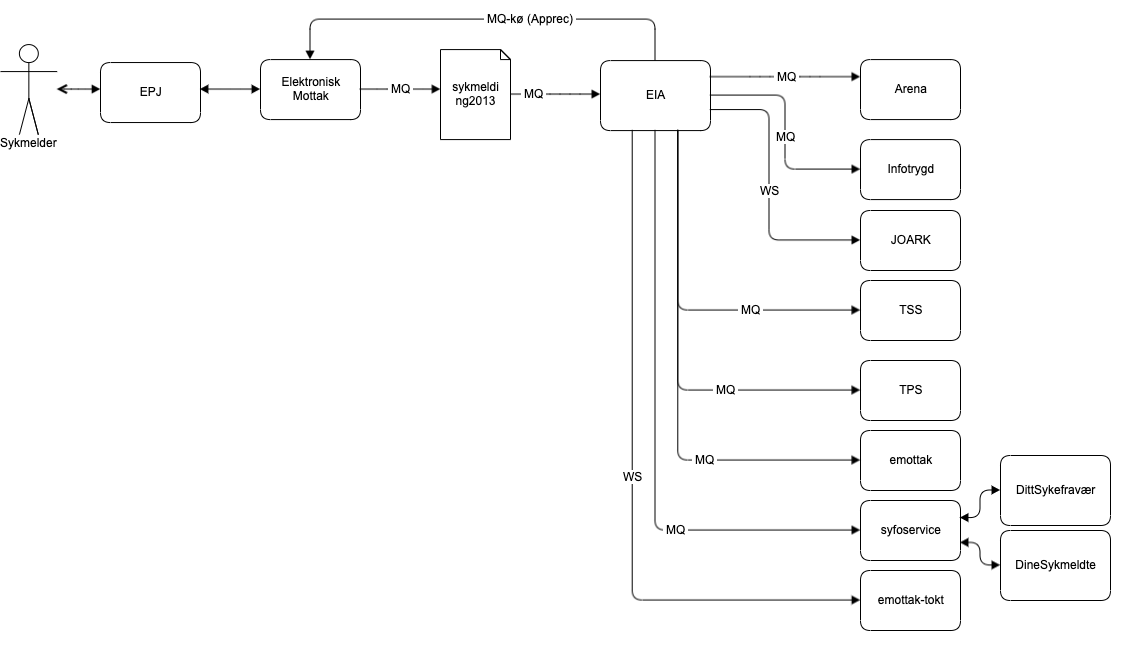 MQ-kø (Apprec)
Sykmelder
EPJ
Elektronisk
Mottak
MQ
sykmeldi
ng2013
MQ
EIA
MQ
Arena
MQ
Infotrygd
WS
JOARK
MQ
TSS
MQ
TPS
MQ
emottak
WS
MQ
syfoservice
DittSykefravær
DineSykmeldte
emottak-tokt